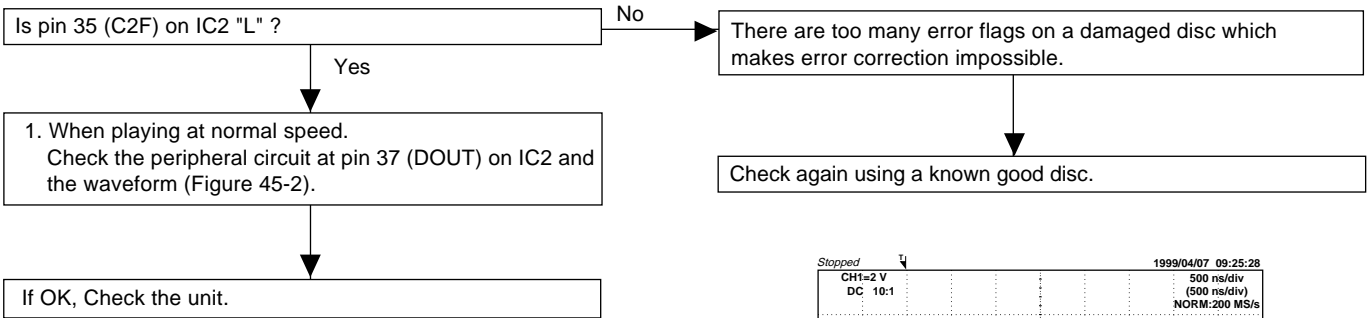 Is pin 35 (C2F) on IC2 "L" ?
No
There are too many error flags on a damaged disc which
makes error correction impossible.
Yes
1. When playing at normal speed.
Check the peripheral circuit at pin 37 (DOUT) on IC2 and
the waveform (Figure 45-2).
Check again using a known good disc.
If OK, Check the unit.
Stopped
T
1999/04/07 09:25:28
CH1=2 V
DC 10:1
500 ns/div
(500 ns/div)
NORM:200 MS/s